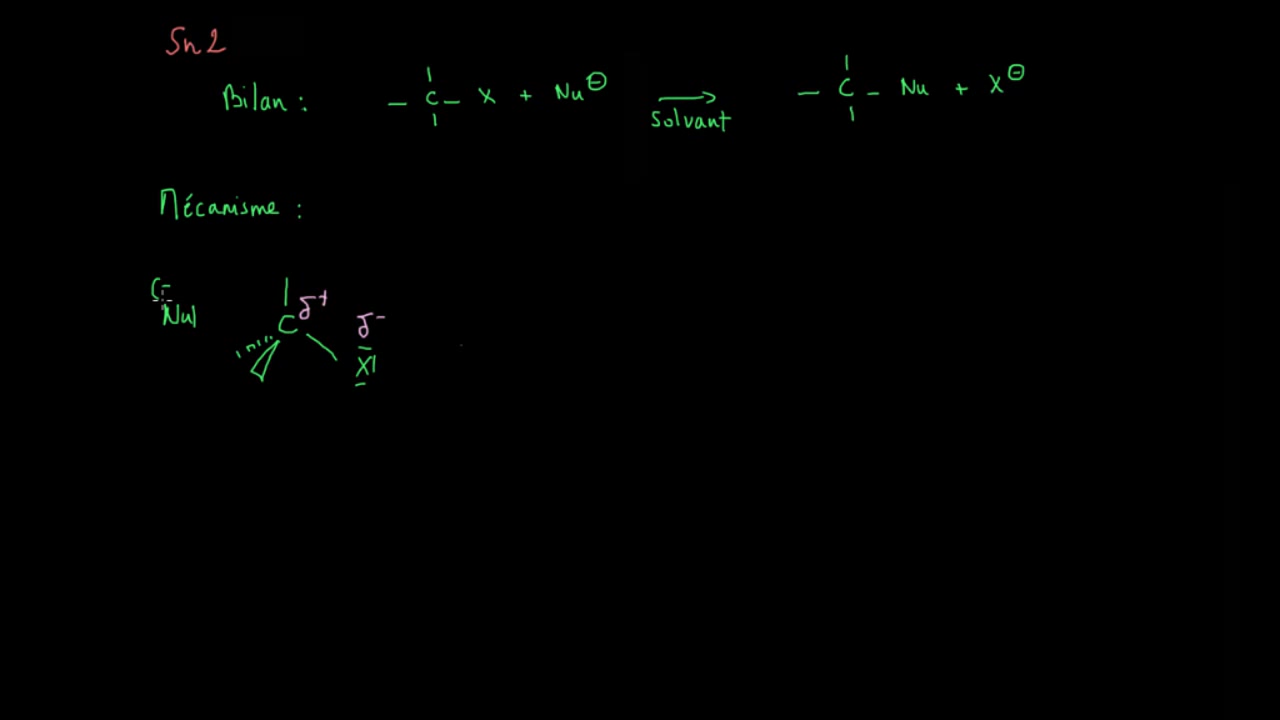 Sn2
Bilan : — C — X + Nu⊖ → solvant — C — Nu + X⊖
Mécanisme :
Nu|
C δ+
δ-
X|